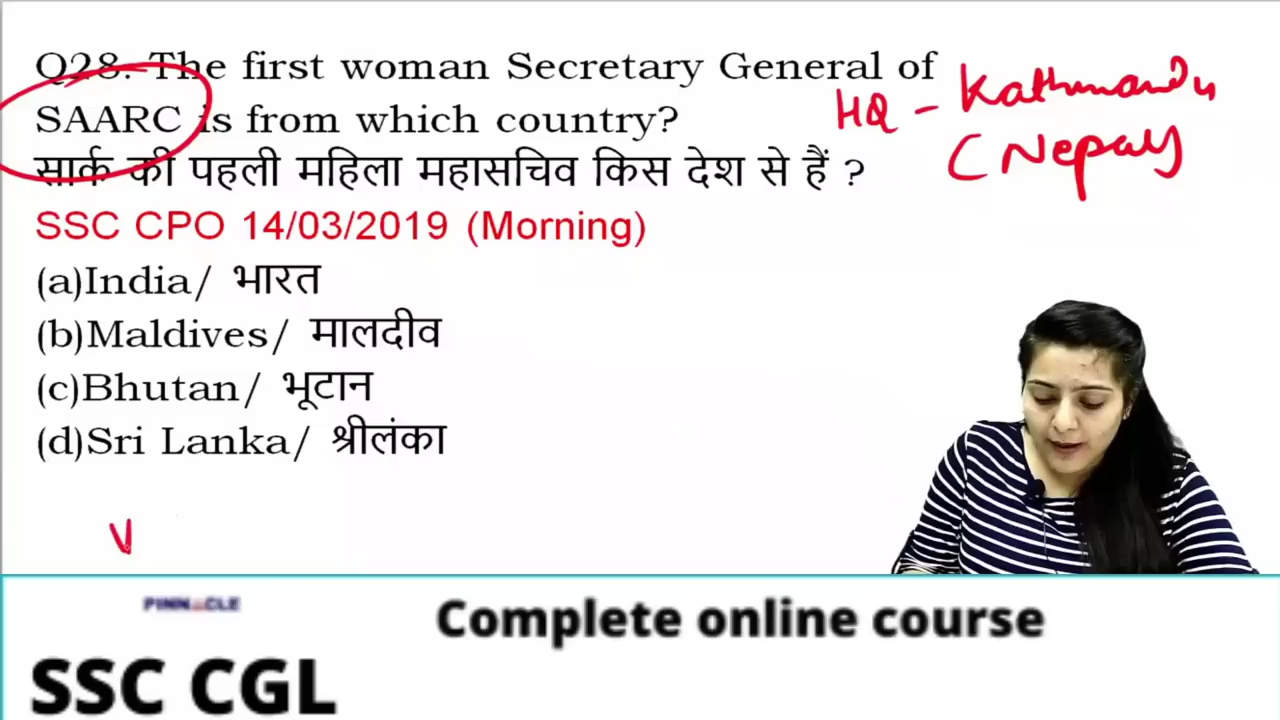 Q28. The first woman Secretary General of
SAARC is from which country?
HQ - Kathmandu
(Nepal)
सार्क की पहली महिला महासचिव किस देश से हैं ?
SSC CPO 14/03/2019 (Morning)
(a)India/ भारत
(b)Maldives/ मालदीव
(c)Bhutan/ भूटान
(d)Sri Lanka/ श्रीलंका
PINNACLE
Complete online course
SSC CGL